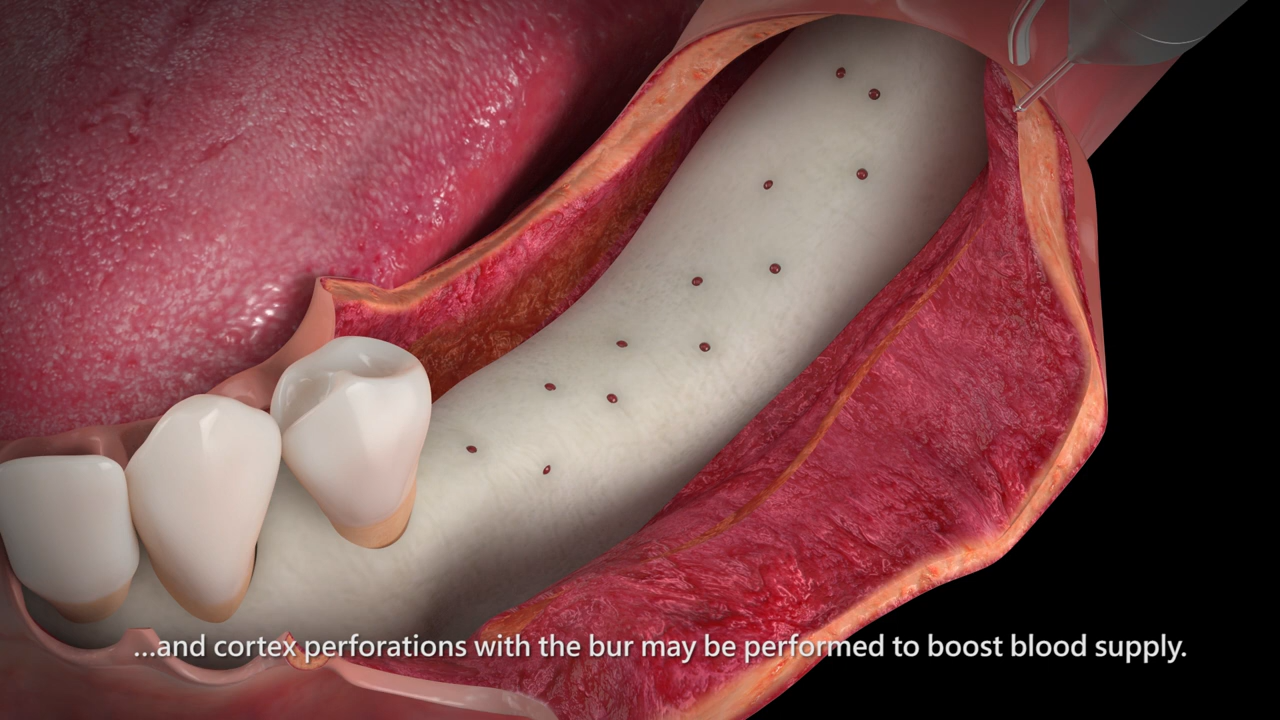 ...and cortex perforations with the bur may be performed to boost blood supply.